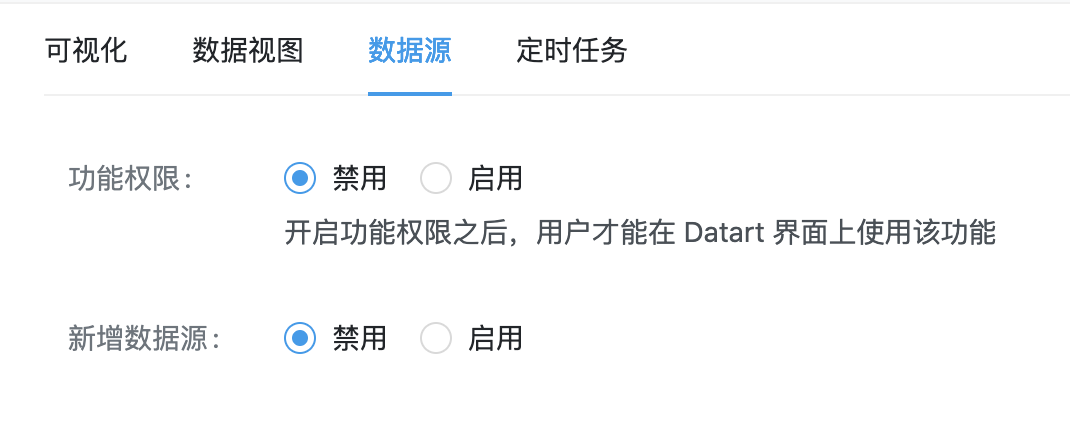 可视化 数据视图 数据源 定时任务
功能权限: 禁用 启用
开启功能权限之后，用户才能在 Datart 界面上使用该功能
新增数据源: 禁用 启用